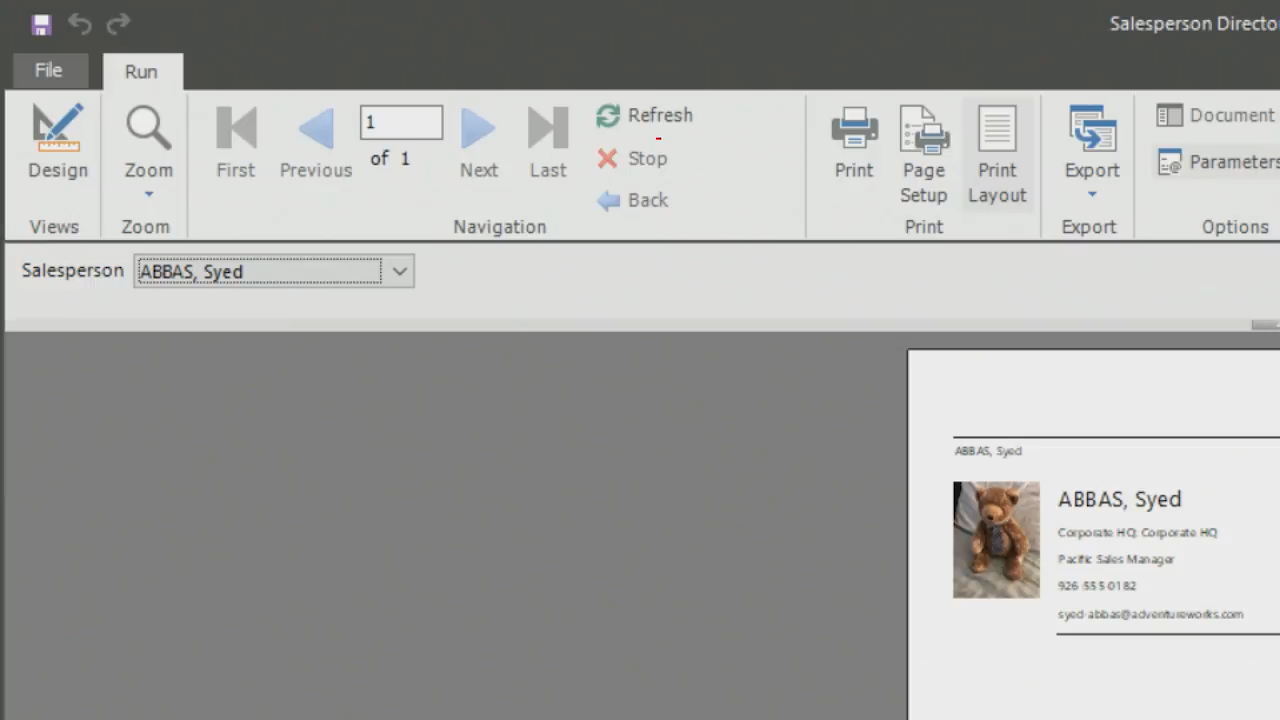 Salesperson Directo
File
Run
Design
Zoom
First
Previous
1
of 1
Next
Last
Refresh
Stop
Back
Print
Page Setup
Print Layout
Export
Document
Parameters
Views
Zoom
Navigation
Print
Export
Options
Salesperson
ABBAS, Syed
ABBAS, Syed
ABBAS, Syed
Corporate HQ: Corporate HQ
Pacific Sales Manager
926-555-0182
syed-abbas@adventureworks.com